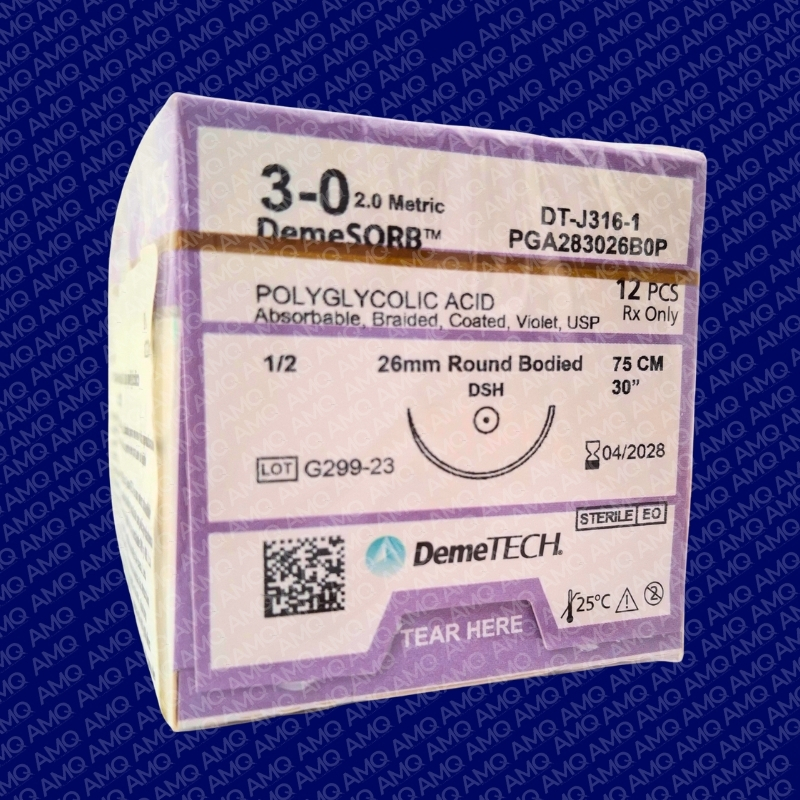 3-0 2.0 Metric
DemeSORB™
DT-J316-1
PGA283026B0P
POLYGLYCOLIC ACID
Absorbable, Braided, Coated, Violet, USP
12 PCS
Rx Only
1/2
26mm Round Bodied
DSH
75 CM
30”
LOT G299-23
04/2028
STERILE EO
DemeTECH.
25°C
TEAR HERE
AMQ